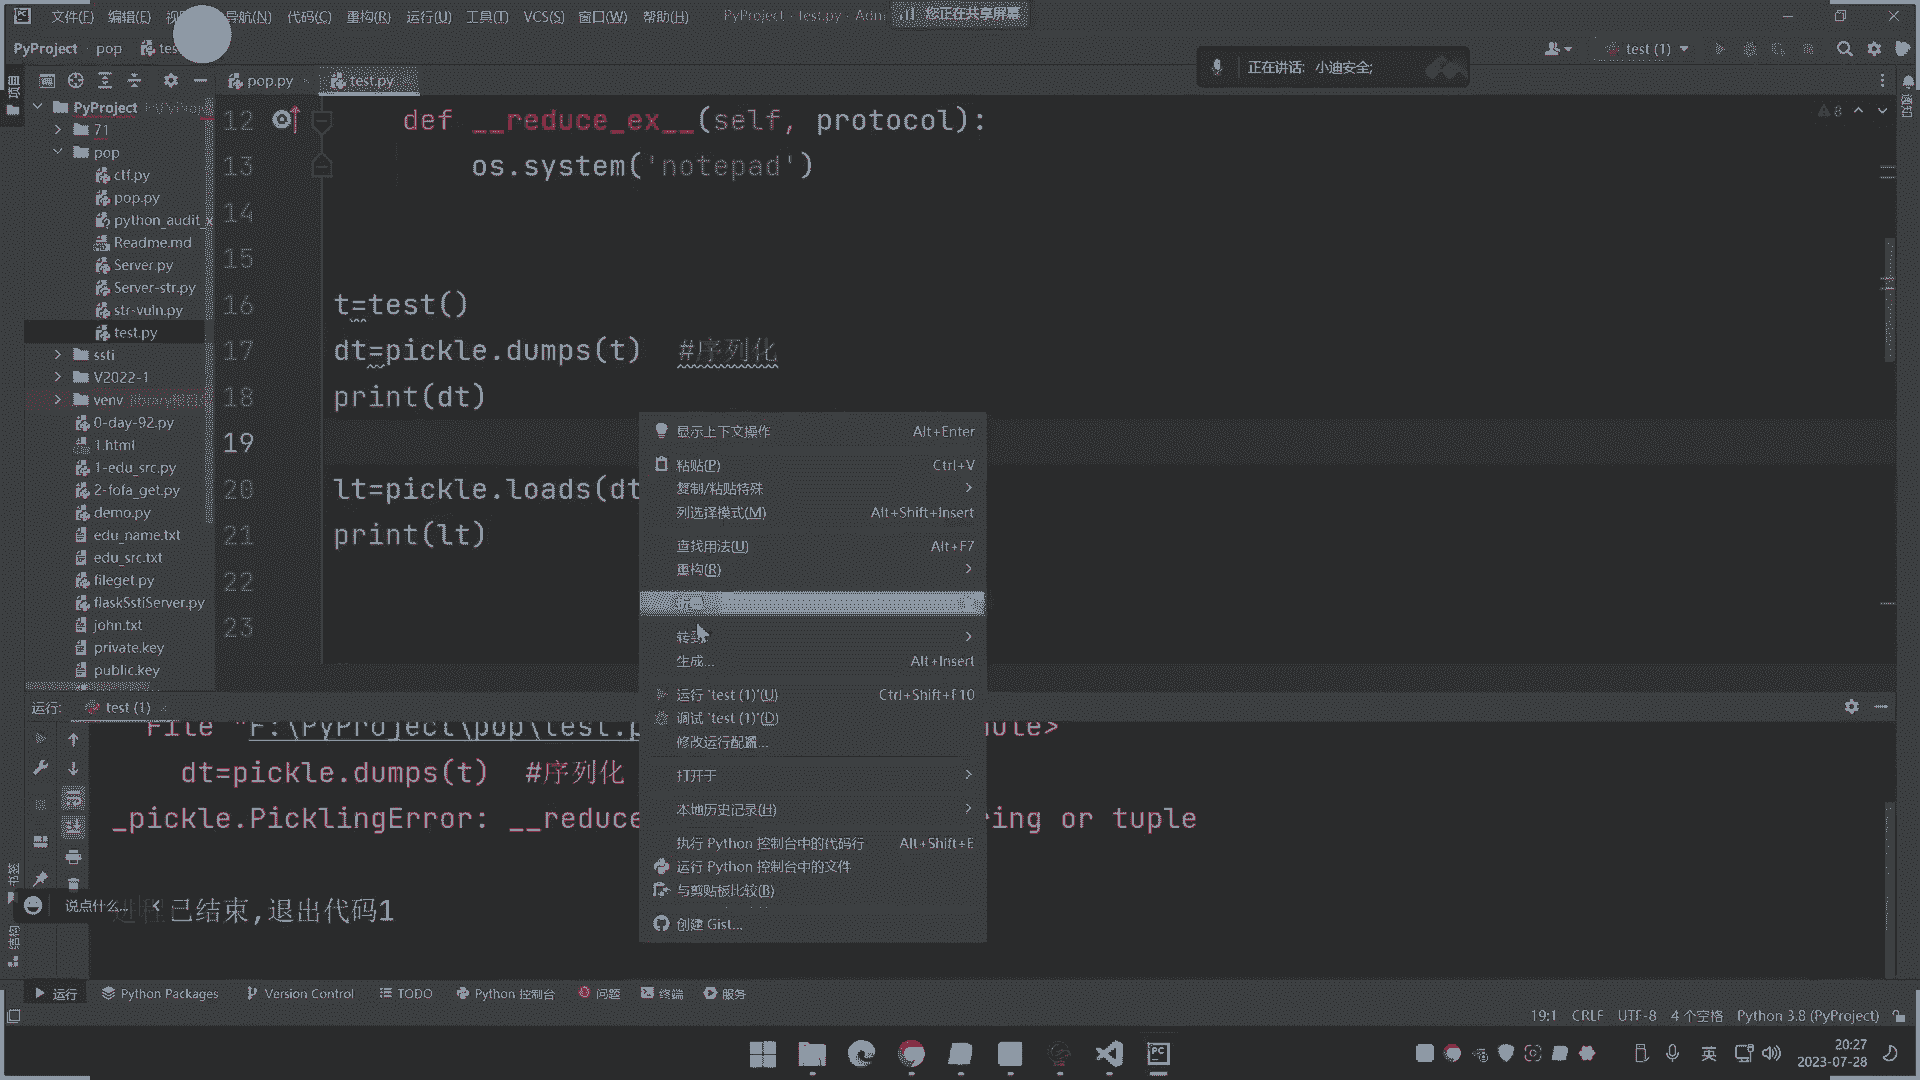 文件(F) 编辑(E) 导航(N) 代码(C) 重构(R) 运行(U) 工具(T) VCS(S) 窗口(W) 帮助(H) PyProject - test.py - Adm
您正在共享屏幕
PyProject pop
test (1)
正在讲话: 小迪安全;
项目
pop.py
test.py
通知
PyProject
71
pop
ctf.py
pop.py
python_audit_x
Readme.md
Server.py
Server-str.py
str-vuln.py
test.py
ssti
V2022-1
venv
0-day-92.py
1.html
1-edu_src.py
2-fofa_get.py
demo.py
edu_name.txt
edu_src.txt
fileget.py
flaskSstiServer.py
john.txt
private.key
public.key
12 def __reduce_ex__(self, protocol):
13 os.system('notepad')
14
15
16 t=test()
17 dt=pickle.dumps(t) #序列化
18 print(dt)
19
20 lt=pickle.loads(dt
21 print(lt)
22
23
8
显示上下文操作 Alt+Enter
粘贴(P) Ctrl+V
复制/粘贴特殊
列选择模式(M) Alt+Shift+Insert
查找用法(U) Alt+F7
重构(R)
转到
生成... Alt+Insert
运行 'test (1)'(U) Ctrl+Shift+F10
调试 'test (1)'(D)
修改运行配置...
打开于
本地历史记录(H)
执行 Python 控制台中的代码行 Alt+Shift+E
运行 Python 控制台中的文件
与剪贴板比较(B)
创建 Gist...
运行: test (1)
File "F:\PyProject\pop\test.p
dt=pickle.dumps(t) #序列化
_pickle.PicklingError: __reduce ring or tuple
进程已结束,退出代码1
说点什么...
书签
结构
运行 Python Packages Version Control TODO Python 控制台 问题 终端 服务
19:1 CRLF UTF-8 4 个空格 Python 3.8 (PyProject)
英
20:27
2023-07-28